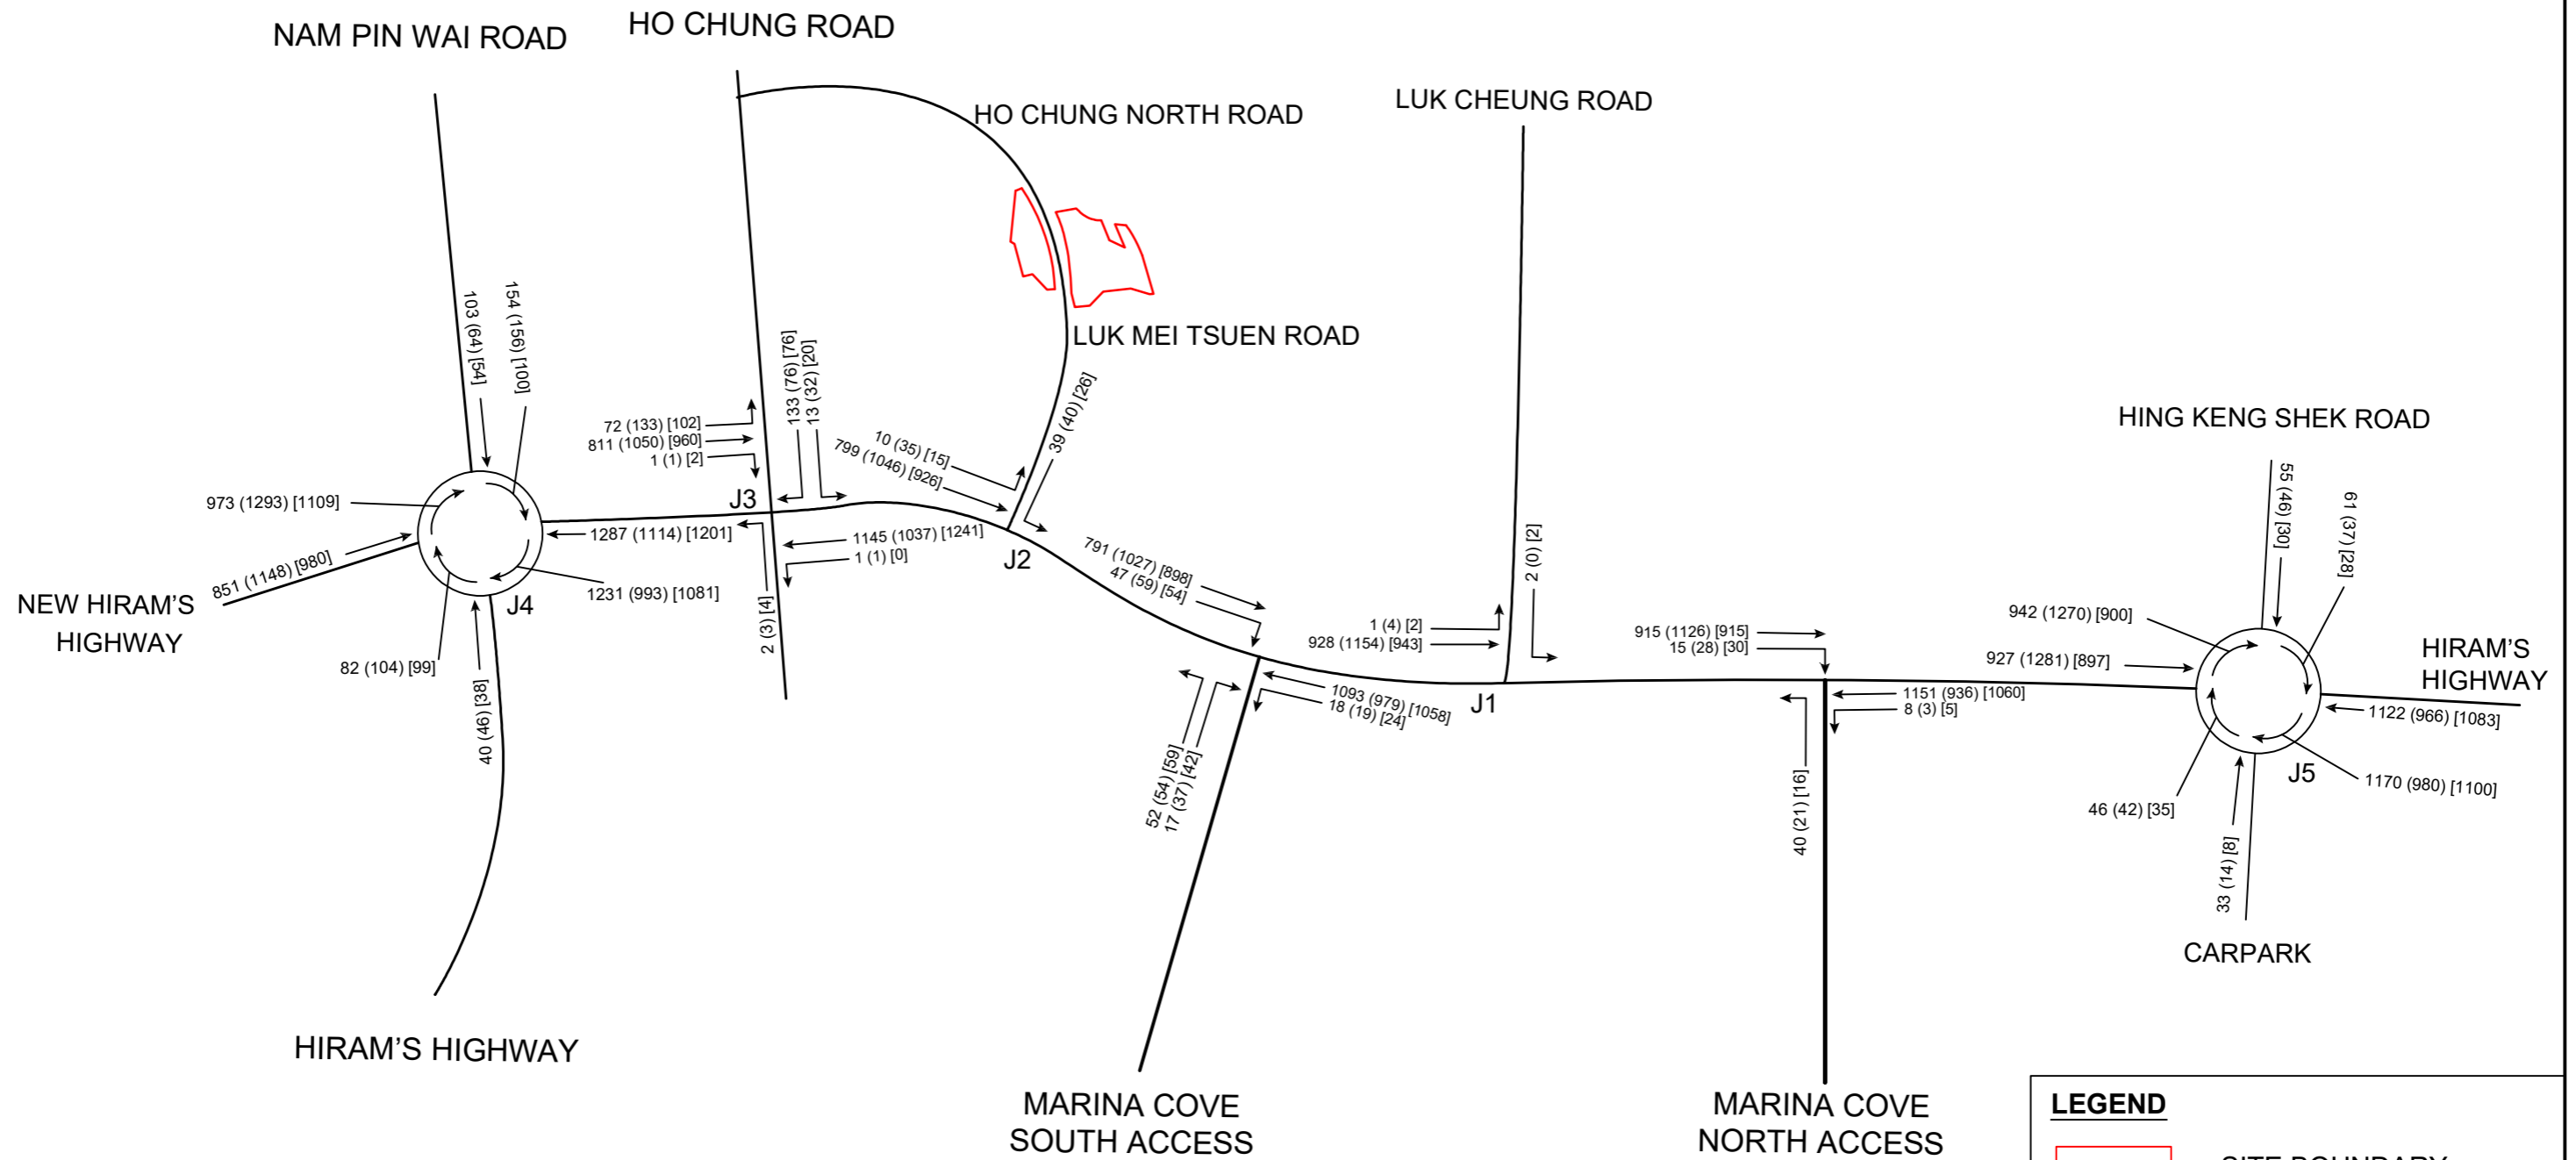 NAM PIN WAI ROAD
HO CHUNG ROAD
HO CHUNG NORTH ROAD
LUK CHEUNG ROAD
LUK MEI TSUEN ROAD
HING KENG SHEK ROAD
103 (64) [54]
154 (156) [100]
973 (1293) [1109]
851 (1148) [980]
NEW HIRAM'S
HIGHWAY
J4
1287 (1114) [1201]
1231 (993) [1081]
82 (104) [99]
40 (46) [38]
HIRAM'S HIGHWAY
72 (133) [102]
811 (1050) [960]
1 (1) [2]
J3
133 (76) [76]
13 (32) [20]
1145 (1037) [1241]
1 (1) [0]
2 (3) [4]
10 (35) [15]
799 (1046) [926]
39 (40) [26]
J2
791 (1027) [898]
47 (59) [54]
52 (54) [59]
17 (37) [42]
1093 (979) [1058]
18 (19) [24]
MARINA COVE
SOUTH ACCESS
1 (4) [2]
928 (1154) [943]
2 (0) [2]
J1
915 (1126) [915]
15 (28) [30]
1151 (936) [1060]
8 (3) [5]
40 (21) [16]
MARINA COVE
NORTH ACCESS
55 (46) [30]
61 (37) [28]
942 (1270) [900]
927 (1281) [897]
HIRAM'S
HIGHWAY
1122 (966) [1083]
J5
1170 (980) [1100]
46 (42) [35]
33 (14) [8]
CARPARK
LEGEND
SITE BOUNDARY